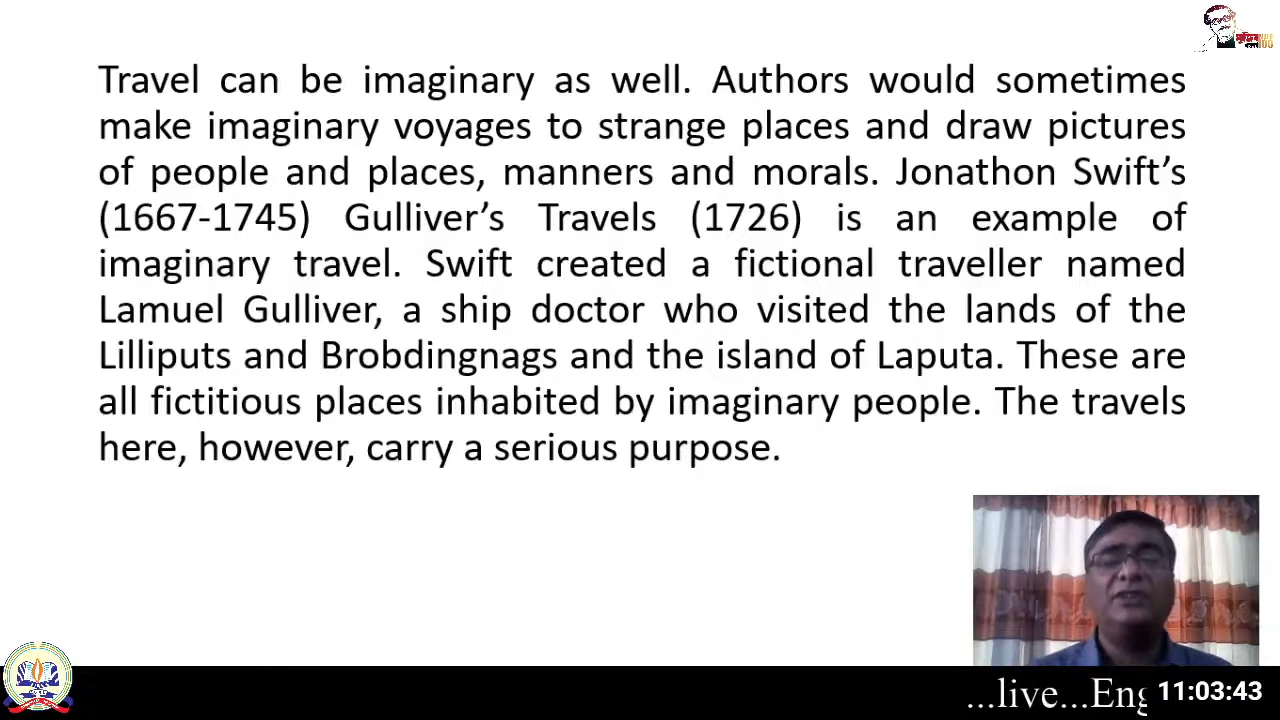 মুজিব
100
Travel can be imaginary as well. Authors would sometimes
make imaginary voyages to strange places and draw pictures
of people and places, manners and morals. Jonathon Swift's
(1667-1745) Gulliver's Travels (1726) is an example of
imaginary travel. Swift created a fictional traveller named
Lamuel Gulliver, a ship doctor who visited the lands of the
Lilliputs and Brobdingnags and the island of Laputa. These are
all fictitious places inhabited by imaginary people. The travels
here, however, carry a serious purpose.
...live...Eng
11:03:43